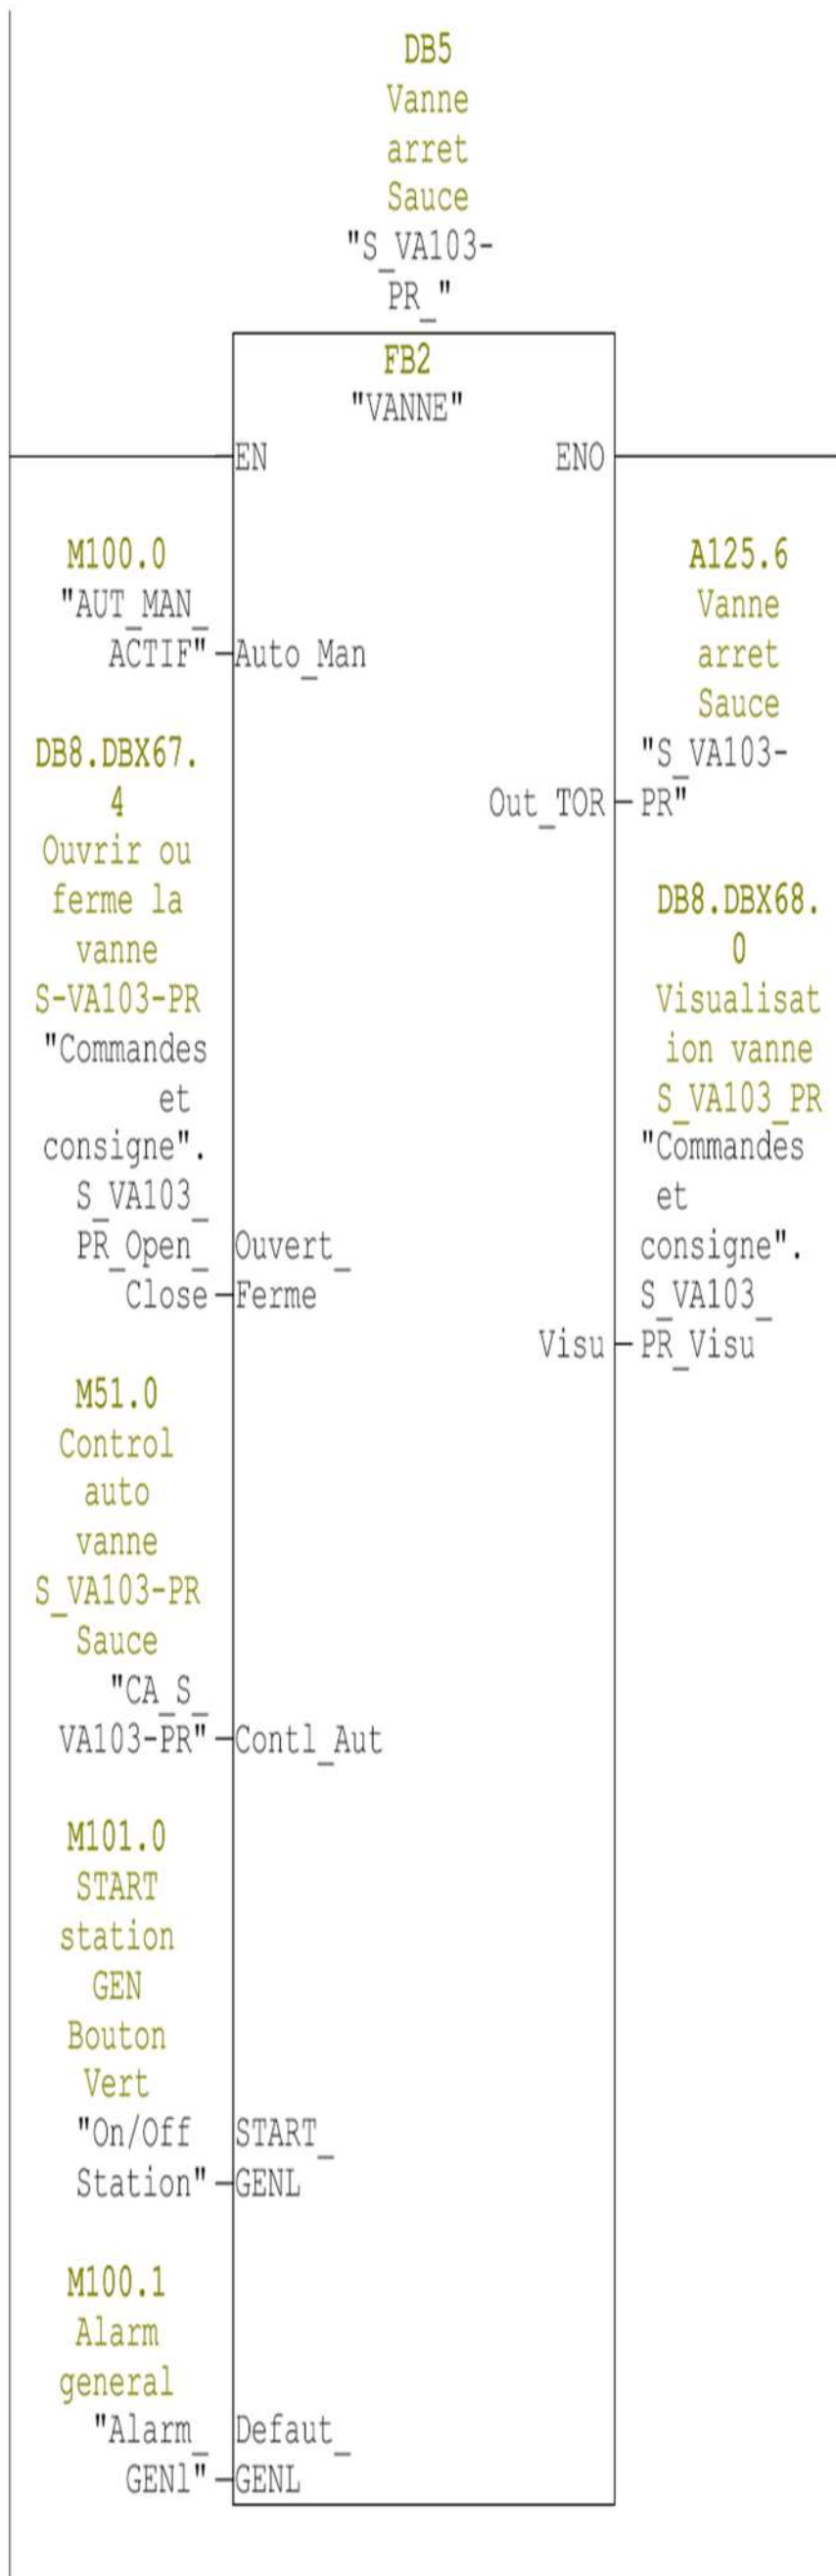 DB5
Vanne
arret
Sauce
"S_VA103-
PR_"
FB2
"VANNE"
EN
ENO
M100.0
"AUT_MAN_
ACTIF"
Auto_Man
A125.6
Vanne
arret
Sauce
"S_VA103-
PR"
Out_TOR
DB8.DBX67.
4
Ouvrir ou
ferme la
vanne
S-VA103-PR
"Commandes
et
consigne".
S_VA103_
PR_Open_
Close
Ouvert_
Ferme
DB8.DBX68.
0
Visualisat
ion vanne
S_VA103_PR
"Commandes
et
consigne".
S_VA103_
PR_Visu
Visu
M51.0
Control
auto
vanne
S_VA103-PR
Sauce
"CA_S_
VA103-PR"
Contl_Aut
M101.0
START
station
GEN
Bouton
Vert
"On/Off
Station"
START_
GENL
M100.1
Alarm
general
"Alarm_
GENl"
Defaut_
GENL